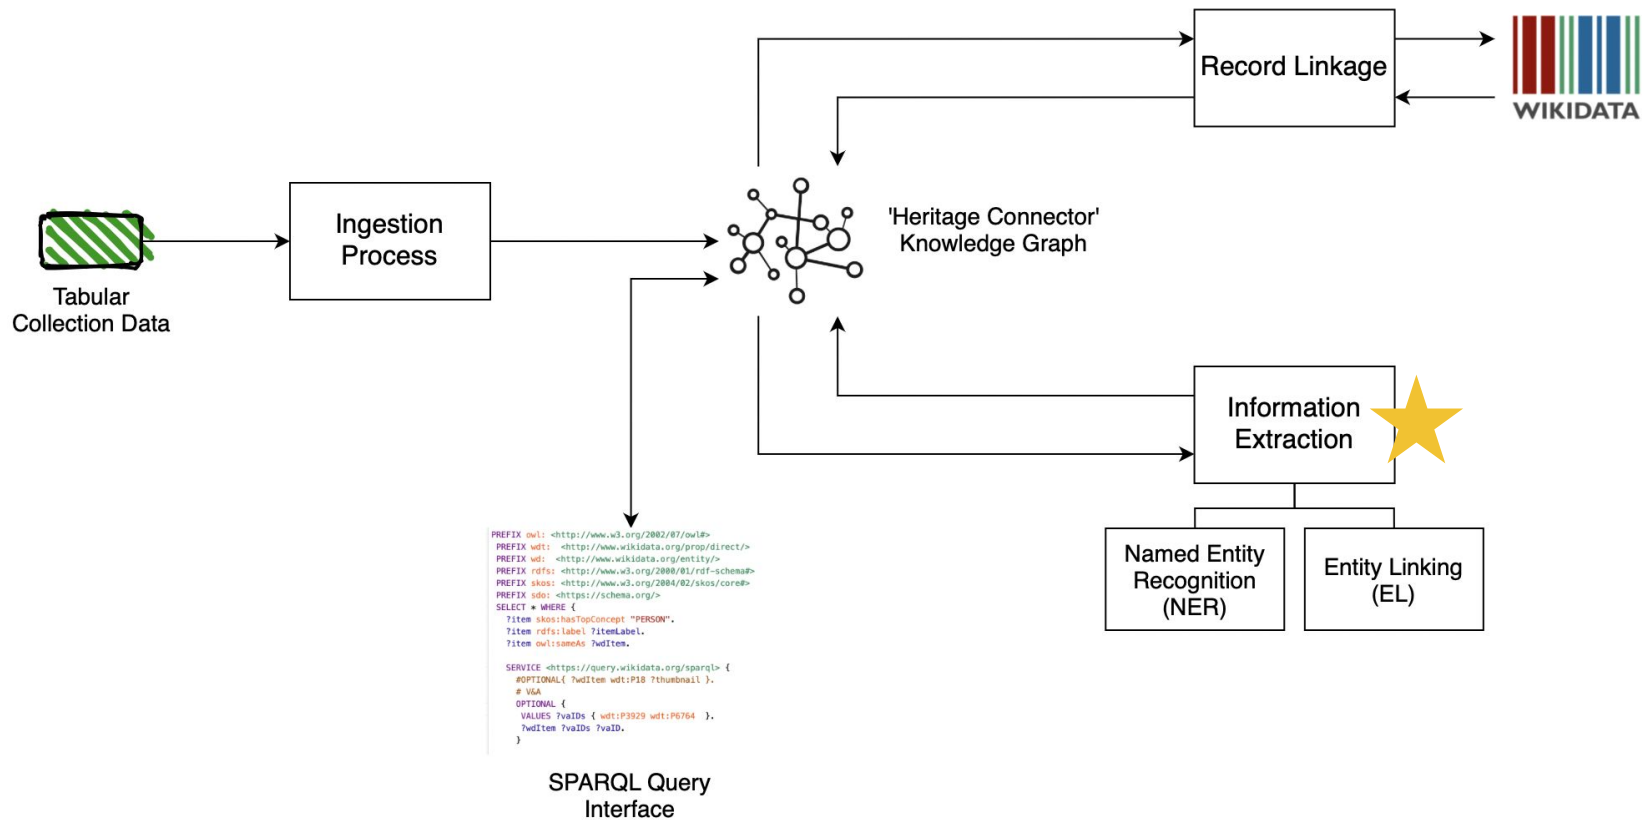 Record Linkage
WIKIDATA
Ingestion
Process
'Heritage Connector'
Knowledge Graph
Tabular
Collection Data
Information
Extraction
Named Entity
Recognition
(NER)
Entity Linking
(EL)
PREFIX owl: <http://www.w3.org/2002/07/owl#>
PREFIX wdt: <http://www.wikidata.org/prop/direct/>
PREFIX wd: <http://www.wikidata.org/entity/>
PREFIX rdfs: <http://www.w3.org/2000/01/rdf-schema#>
PREFIX skos: <http://www.w3.org/2004/02/skos/core#>
PREFIX sdo: <https://schema.org/>
SELECT * WHERE {
?item skos:hasTopConcept "PERSON".
?item rdfs:label ?itemLabel.
?item owl:sameAs ?wdItem.
SERVICE <https://query.wikidata.org/sparql> {
#OPTIONAL{ ?wdItem wdt:P18 ?thumbnail }.
# V&A
OPTIONAL {
VALUES ?vaIDs { wdt:P3929 wdt:P6764 }.
?wdItem ?vaIDs ?vaID.
}
SPARQL Query
Interface